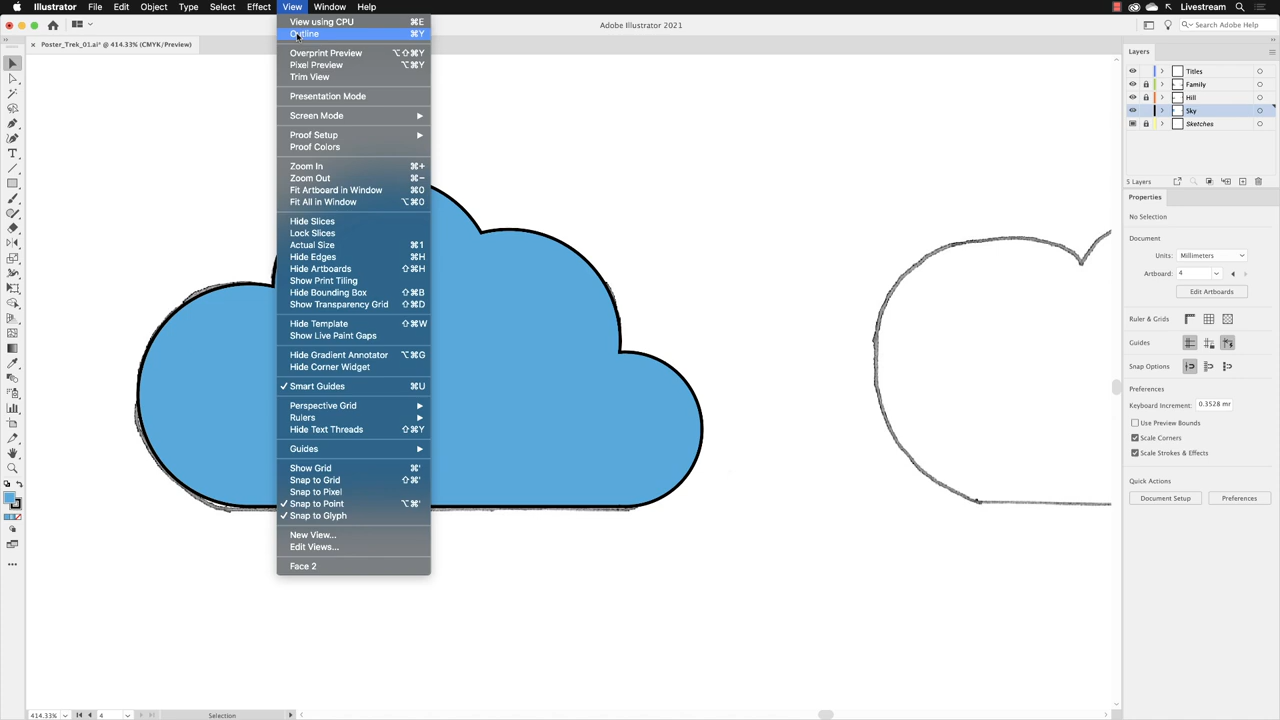 Illustrator File Edit Object Type Select Effect View Window Help Livestream
Adobe Illustrator 2021
Search Adobe Help
× Poster_Trek_01.ai* @ 414.33% (CMYK/Preview)
View using CPU ⌘E
Outline ⌘Y
Overprint Preview ⌥⇧⌘Y
Pixel Preview ⌥⌘Y
Trim View
Presentation Mode
Screen Mode
Proof Setup
Proof Colors
Zoom In ⌘+
Zoom Out ⌘−
Fit Artboard in Window ⌘0
Fit All in Window ⌥⌘0
Hide Slices
Lock Slices
Actual Size ⌘1
Hide Edges ⌘H
Hide Artboards ⇧⌘H
Show Print Tiling
Hide Bounding Box ⇧⌘B
Show Transparency Grid ⇧⌘D
Hide Template ⇧⌘W
Show Live Paint Gaps
Hide Gradient Annotator ⌥⌘G
Hide Corner Widget
✓ Smart Guides ⌘U
Perspective Grid
Rulers
Hide Text Threads ⇧⌘Y
Guides
Show Grid ⌘'
Snap to Grid ⇧⌘'
Snap to Pixel
✓ Snap to Point ⌥⌘'
✓ Snap to Glyph
New View...
Edit Views...
Face 2
Layers
Titles
Family
Hill
Sky
Sketches
5 Layers
Properties
No Selection
Document
Units: Millimeters
Artboard: 4
Edit Artboards
Ruler & Grids
Guides
Snap Options
Preferences
Keyboard Increment: 0.3528 mr
Use Preview Bounds
Scale Corners
Scale Strokes & Effects
Quick Actions
Document Setup Preferences
414.33% 4 Selection